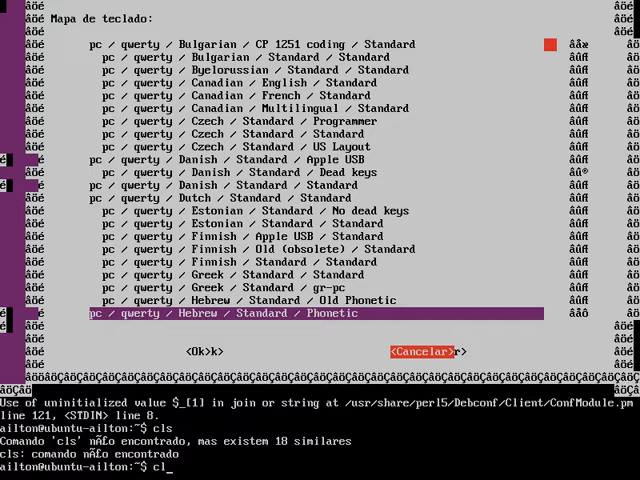 Mapa de teclado:
pc / qwerty / Bulgarian / CP 1251 coding / Standard
pc / qwerty / Bulgarian / Standard / Standard
pc / qwerty / Byelorussian / Standard / Standard
pc / qwerty / Canadian / English / Standard
pc / qwerty / Canadian / French / Standard
pc / qwerty / Canadian / Multilingual / Standard
pc / qwerty / Czech / Standard / Programmer
pc / qwerty / Czech / Standard / Standard
pc / qwerty / Czech / Standard / US Layout
pc / qwerty / Danish / Standard / Apple USB
pc / qwerty / Danish / Standard / Dead keys
pc / qwerty / Danish / Standard / Standard
pc / qwerty / Dutch / Standard / Standard
pc / qwerty / Estonian / Standard / No dead keys
pc / qwerty / Estonian / Standard / Standard
pc / qwerty / Finnish / Apple USB / Standard
pc / qwerty / Finnish / Old (obsolete) / Standard
pc / qwerty / Finnish / Standard / Standard
pc / qwerty / Greek / Standard / Standard
pc / qwerty / Greek / Standard / gr-pc
pc / qwerty / Hebrew / Standard / Old Phonetic
pc / qwerty / Hebrew / Standard / Phonetic
<Ok>k> <Cancelar>r>
Use of uninitialized value $_[1] in join or string at /usr/share/perl5/Debconf/Client/ConfModule.pm
line 121, <STDIN> line 8.
ailton@ubuntu-ailton:~$ cls
Comando 'cls' nÃ£o encontrado, mas existem 18 similares
cls: comando nÃ£o encontrado
ailton@ubuntu-ailton:~$ cl_